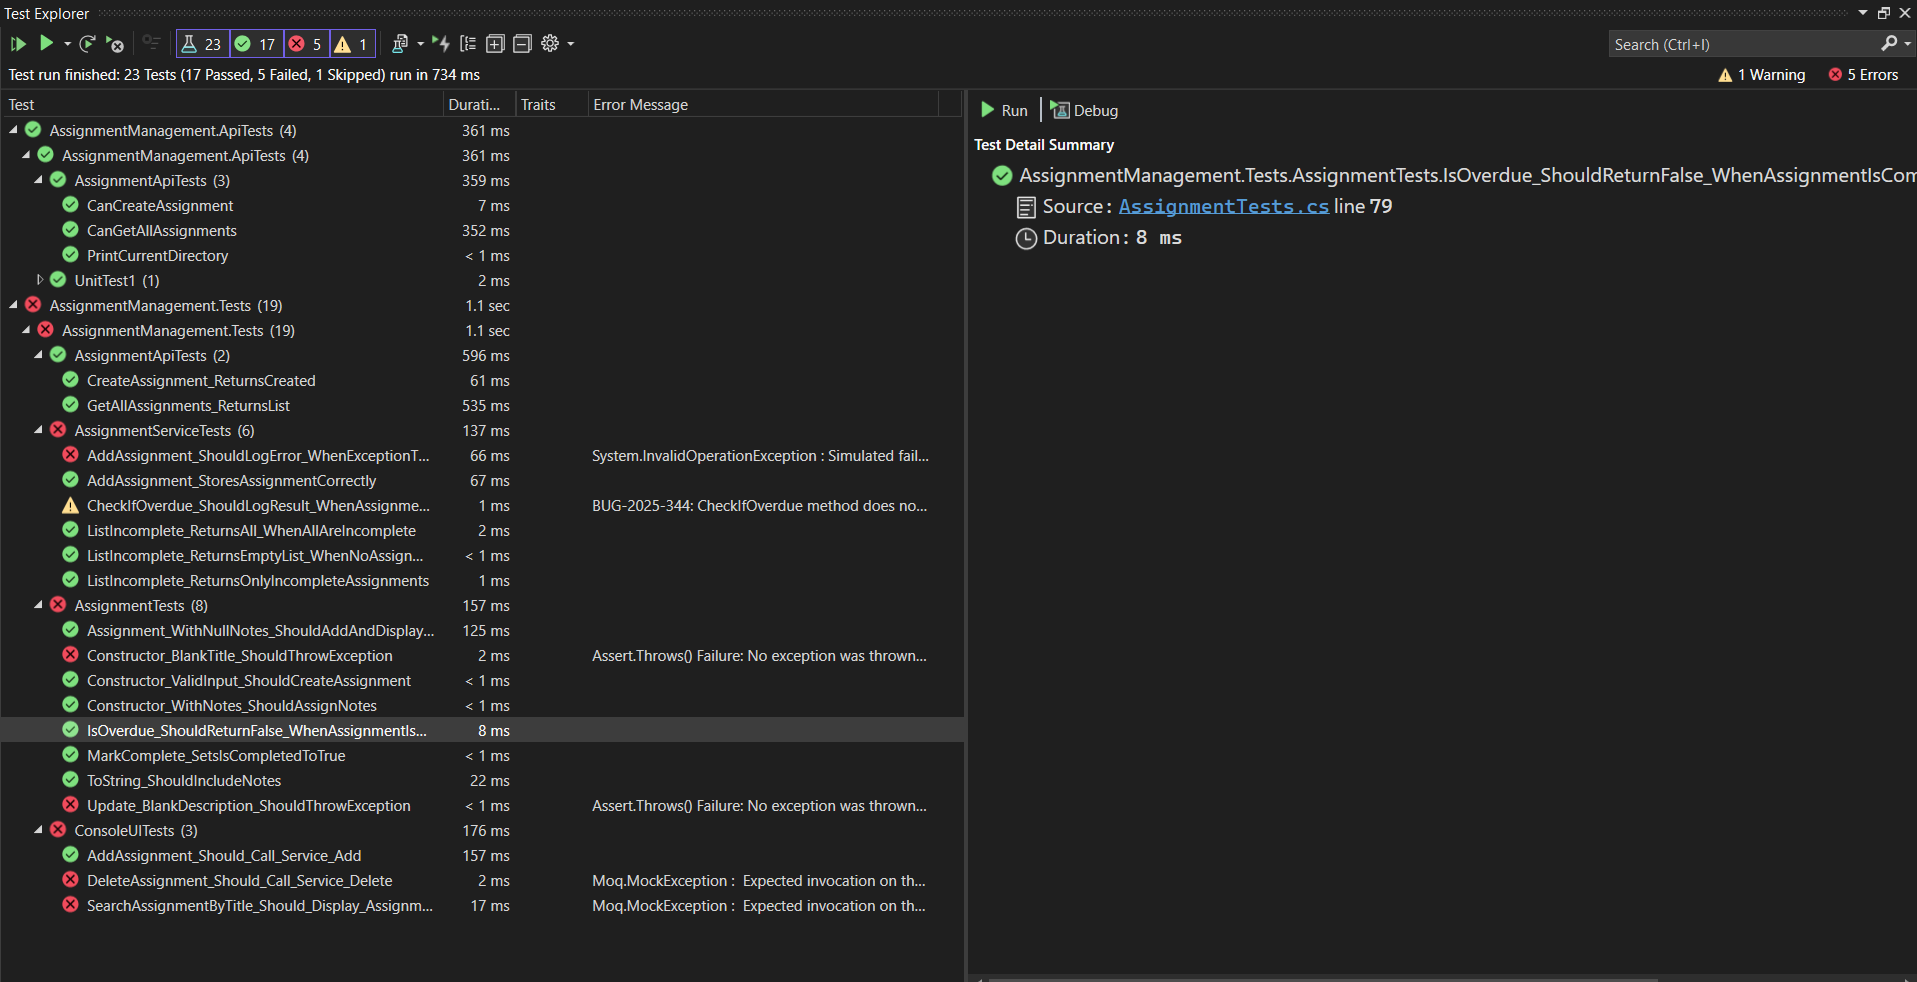 Test Explorer
23 17 5 1
Search (Ctrl+I)
Test run finished: 23 Tests (17 Passed, 5 Failed, 1 Skipped) run in 734 ms
1 Warning 5 Errors
Test Durati... Traits Error Message
AssignmentManagement.ApiTests (4) 361 ms
AssignmentManagement.ApiTests (4) 361 ms
AssignmentApiTests (3) 359 ms
CanCreateAssignment 7 ms
CanGetAllAssignments 352 ms
PrintCurrentDirectory < 1 ms
UnitTest1 (1) 2 ms
AssignmentManagement.Tests (19) 1.1 sec
AssignmentManagement.Tests (19) 1.1 sec
AssignmentApiTests (2) 596 ms
CreateAssignment_ReturnsCreated 61 ms
GetAllAssignments_ReturnsList 535 ms
AssignmentServiceTests (6) 137 ms
AddAssignment_ShouldLogError_WhenExceptionT... 66 ms System.InvalidOperationException : Simulated fail...
AddAssignment_StoresAssignmentCorrectly 67 ms
CheckIfOverdue_ShouldLogResult_WhenAssignme... 1 ms BUG-2025-344: CheckIfOverdue method does no...
ListIncomplete_ReturnsAll_WhenAllAreIncomplete 2 ms
ListIncomplete_ReturnsEmptyList_WhenNoAssign... < 1 ms
ListIncomplete_ReturnsOnlyIncompleteAssignments 1 ms
AssignmentTests (8) 157 ms
Assignment_WithNullNotes_ShouldAddAndDisplay... 125 ms
Constructor_BlankTitle_ShouldThrowException 2 ms Assert.Throws() Failure: No exception was thrown...
Constructor_ValidInput_ShouldCreateAssignment < 1 ms
Constructor_WithNotes_ShouldAssignNotes < 1 ms
IsOverdue_ShouldReturnFalse_WhenAssignmentIs... 8 ms
MarkComplete_SetsIsCompletedToTrue < 1 ms
ToString_ShouldIncludeNotes 22 ms
Update_BlankDescription_ShouldThrowException < 1 ms Assert.Throws() Failure: No exception was thrown...
ConsoleUITests (3) 176 ms
AddAssignment_Should_Call_Service_Add 157 ms
DeleteAssignment_Should_Call_Service_Delete 2 ms Moq.MockException : Expected invocation on th...
SearchAssignmentByTitle_Should_Display_Assignm... 17 ms Moq.MockException : Expected invocation on th...
Run Debug
Test Detail Summary
AssignmentManagement.Tests.AssignmentTests.IsOverdue_ShouldReturnFalse_WhenAssignmentIsCom
Source: AssignmentTests.cs line 79
Duration: 8 ms